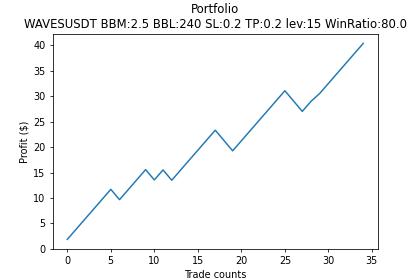 Portfolio
WAVESUSDT BBM:2.5 BBL:240 SL:0.2 TP:0.2 lev:15 WinRatio:80.0
40
35
30
25
20
15
10
5
0
Profit ($)
0 5 10 15 20 25 30 35
Trade counts